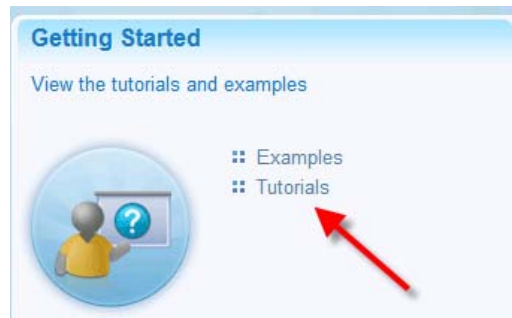 Getting Started
View the tutorials and examples
Examples
Tutorials
?